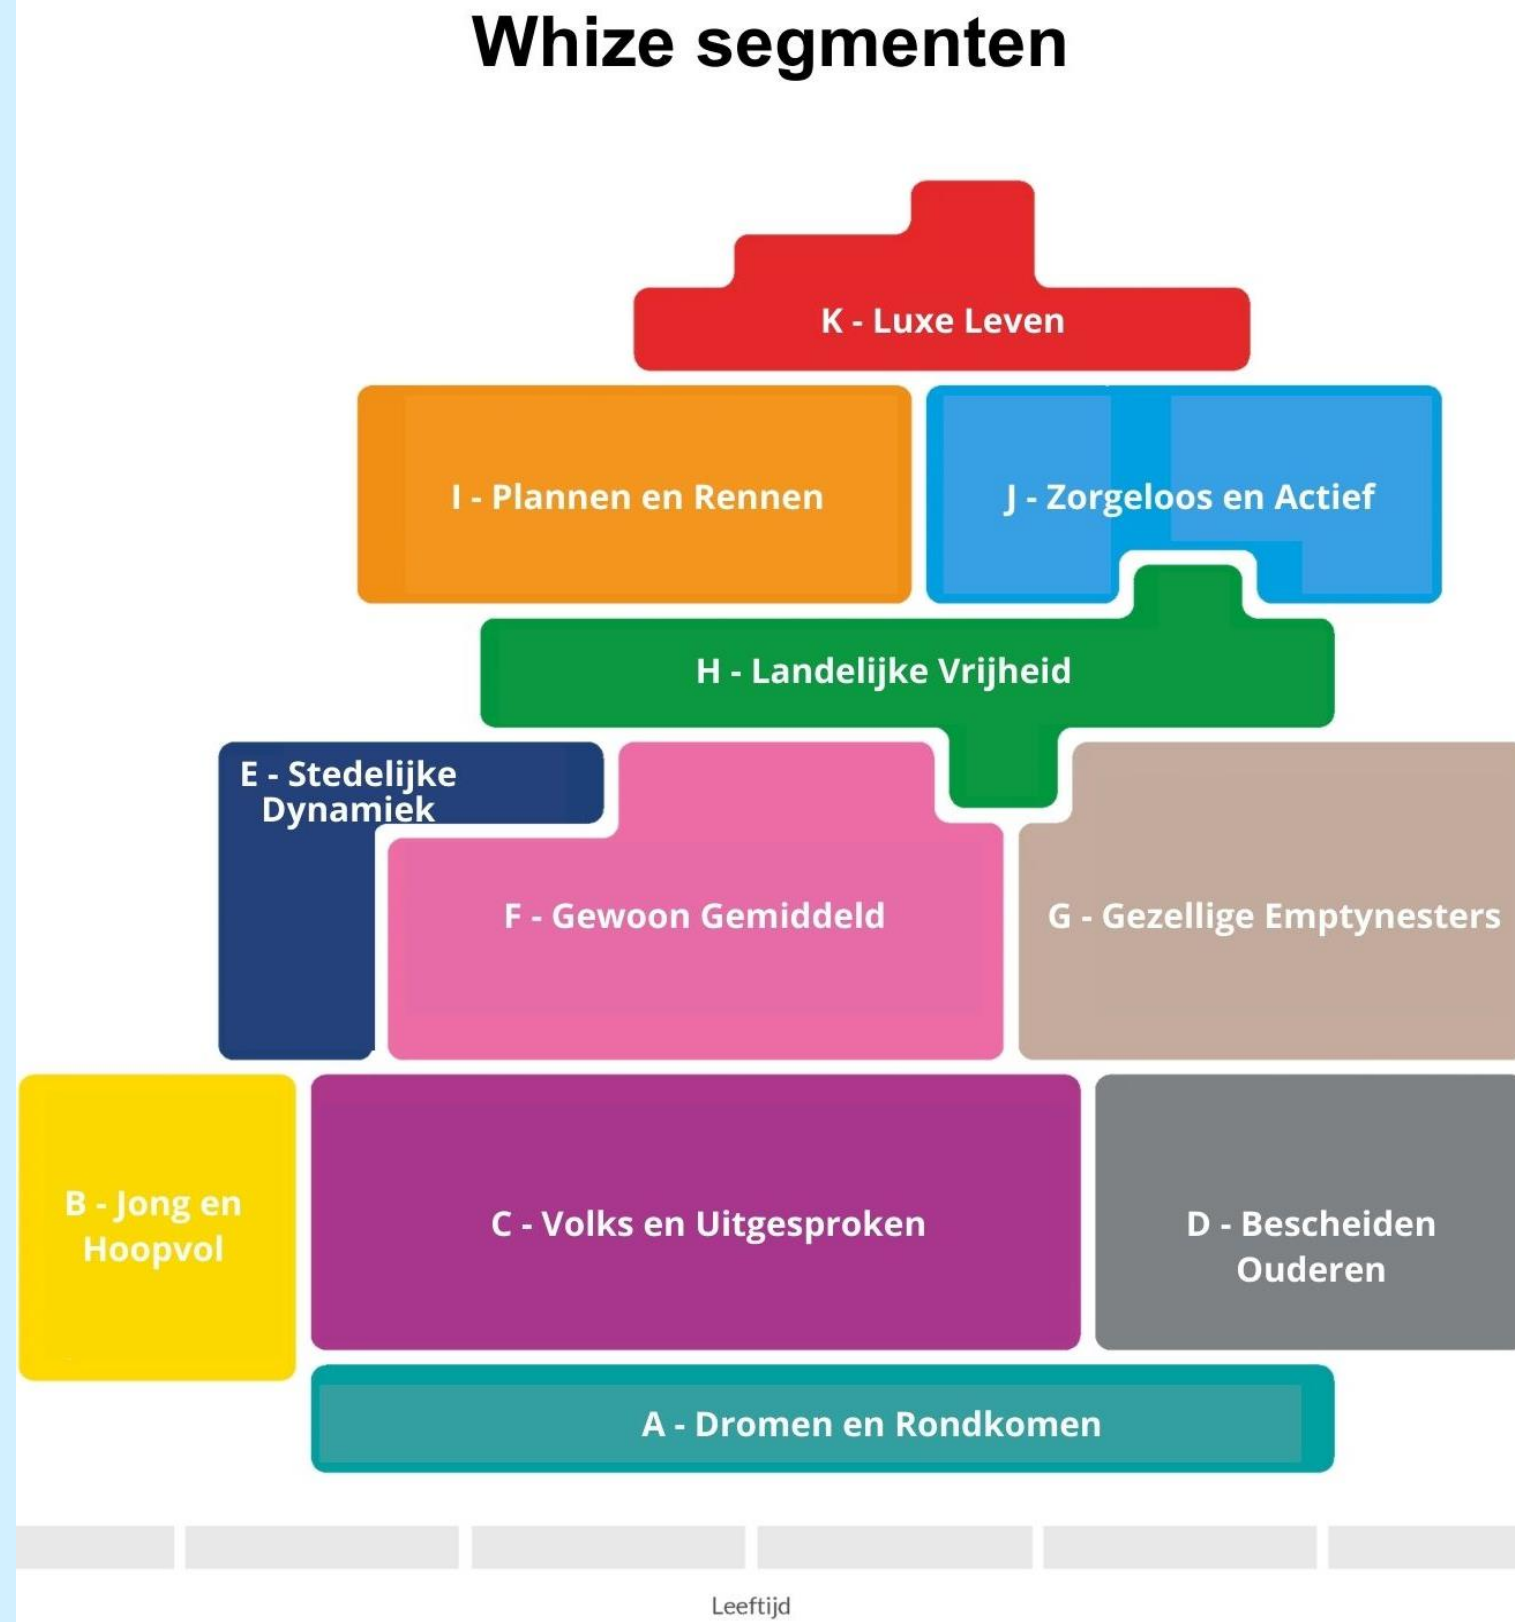 Whize segmenten
K - Luxe Leven
I - Plannen en Rennen
J - Zorgeloos en Actief
H - Landelijke Vrijheid
E - Stedelijke
Dynamiek
F - Gewoon Gemiddeld
G - Gezellige Emptynesters
B - Jong en
Hoopvol
C - Volks en Uitgesproken
D - Bescheiden
Ouderen
A - Dromen en Rondkomen
Leeftijd